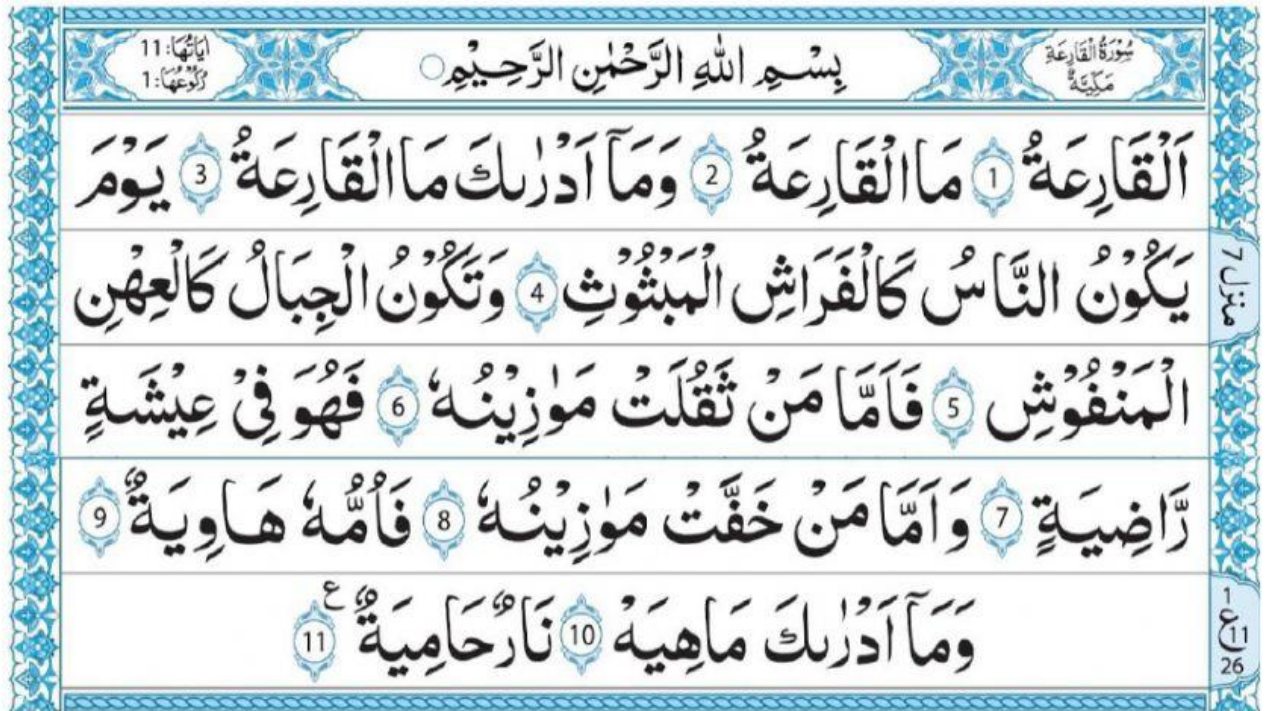 سُوْرَةُ الْقَارِعَةِ مَكِّيَّةٌ
بِسْمِ اللّٰهِ الرَّحْمٰنِ الرَّحِيْمِ
اٰيَاتُهَا: 11
رُكُوْعُهَا: 1
اَلْقَارِعَةُ 1 مَا الْقَارِعَةُ 2 وَمَآ اَدْرٰىكَ مَا الْقَارِعَةُ 3 يَوْمَ
يَكُوْنُ النَّاسُ كَالْفَرَاشِ الْمَبْثُوْثِ 4 وَتَكُوْنُ الْجِبَالُ كَالْعِهْنِ
الْمَنْفُوْشِ 5 فَاَمَّا مَنْ ثَقُلَتْ مَوٰزِيْنُهٗ 6 فَهُوَ فِيْ عِيْشَةٍ
رَّاضِيَةٍ 7 وَاَمَّا مَنْ خَفَّتْ مَوٰزِيْنُهٗ 8 فَاُمُّهٗ هَاوِيَةٌ 9
وَمَآ اَدْرٰىكَ مَاهِيَهْ 10 نَارٌ حَامِيَةٌ ع 11
منزل 7
1
ع 11
26